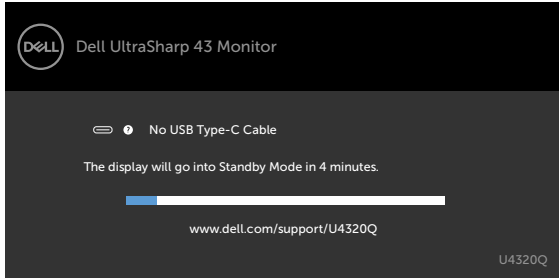 DELL Dell UltraSharp 43 Monitor
? No USB Type-C Cable
The display will go into Standby Mode in 4 minutes.
www.dell.com/support/U4320Q
U4320Q